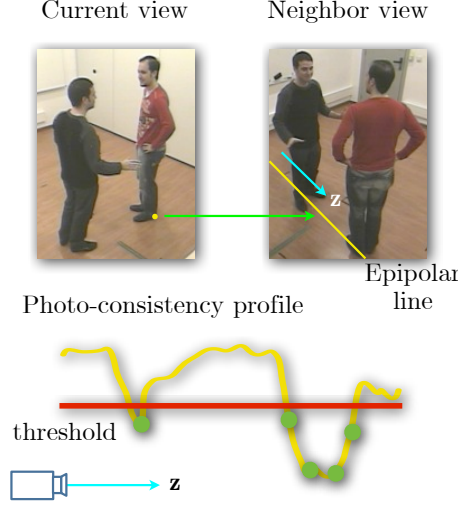 Current view
Neighbor view
z
Epipolar
line
Photo-consistency profile
threshold
z